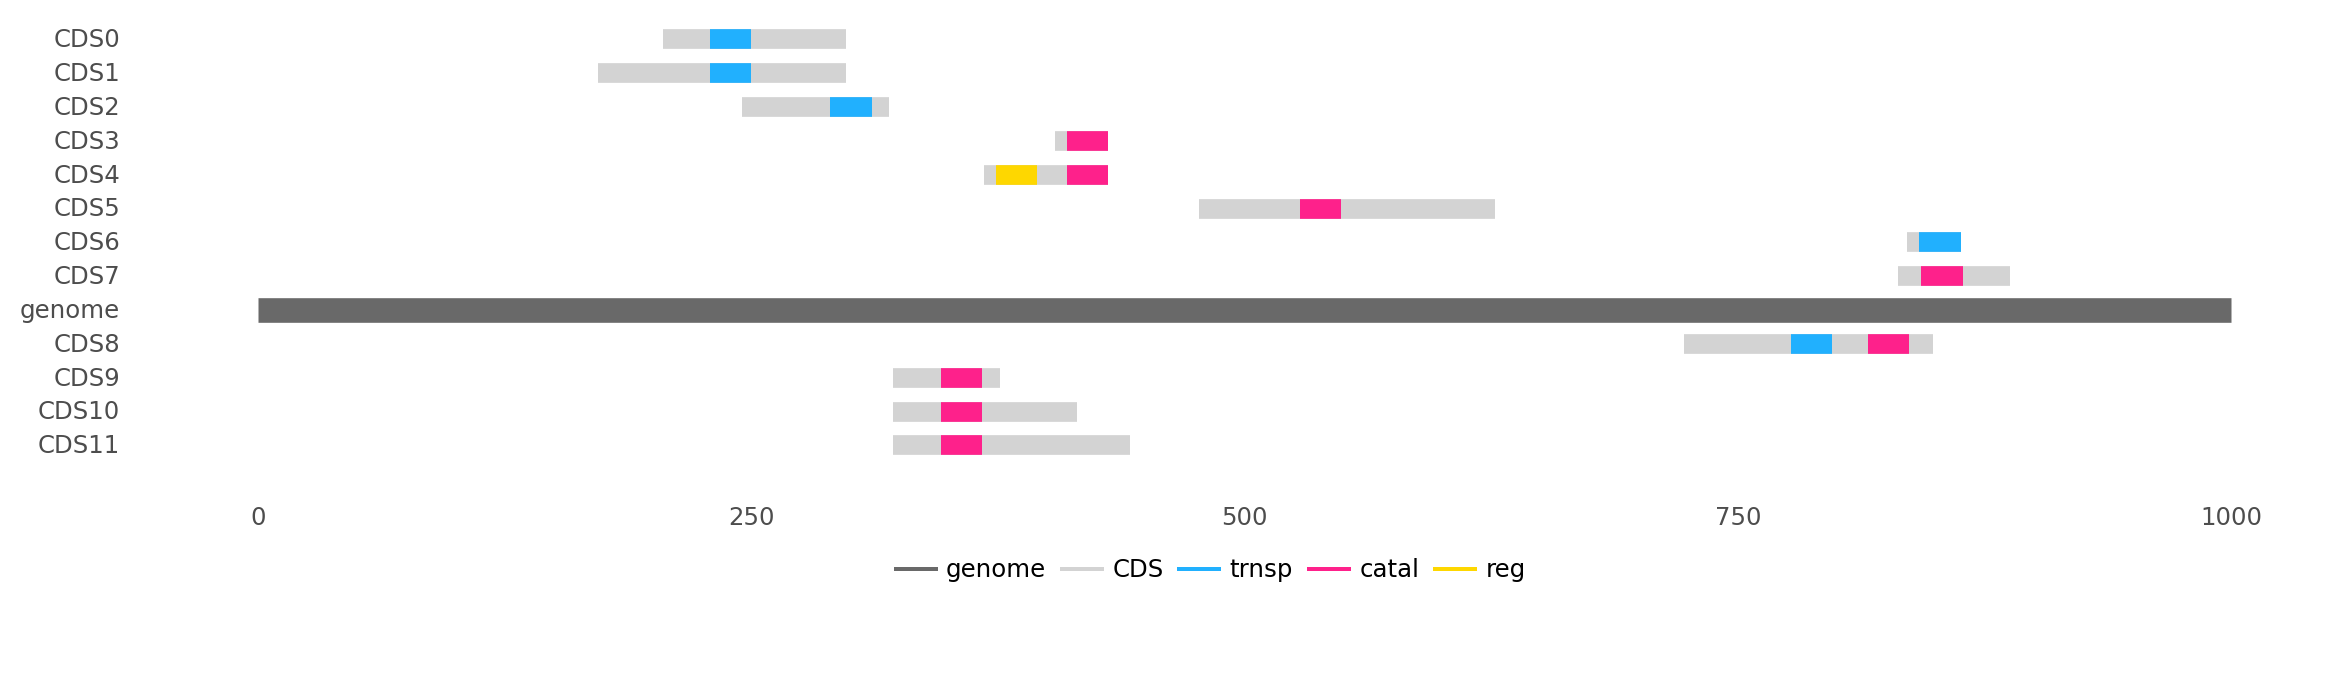 CDS0
CDS1
CDS2
CDS3
CDS4
CDS5
CDS6
CDS7
genome
CDS8
CDS9
CDS10
CDS11
0 250 500 750 1000
genome CDS trnsp catal reg